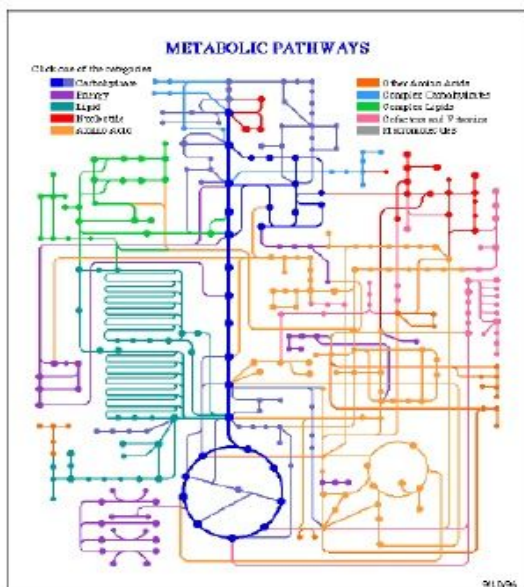 METABOLIC PATHWAYS
Click one of the categories
Carbohydrate
Energy
Lipid
Nucleotide
Amino Acid
Other Amino Acids
Complex Carbohydrates
Complex Lipids
Cofactors and Vitamins
Macromolecules